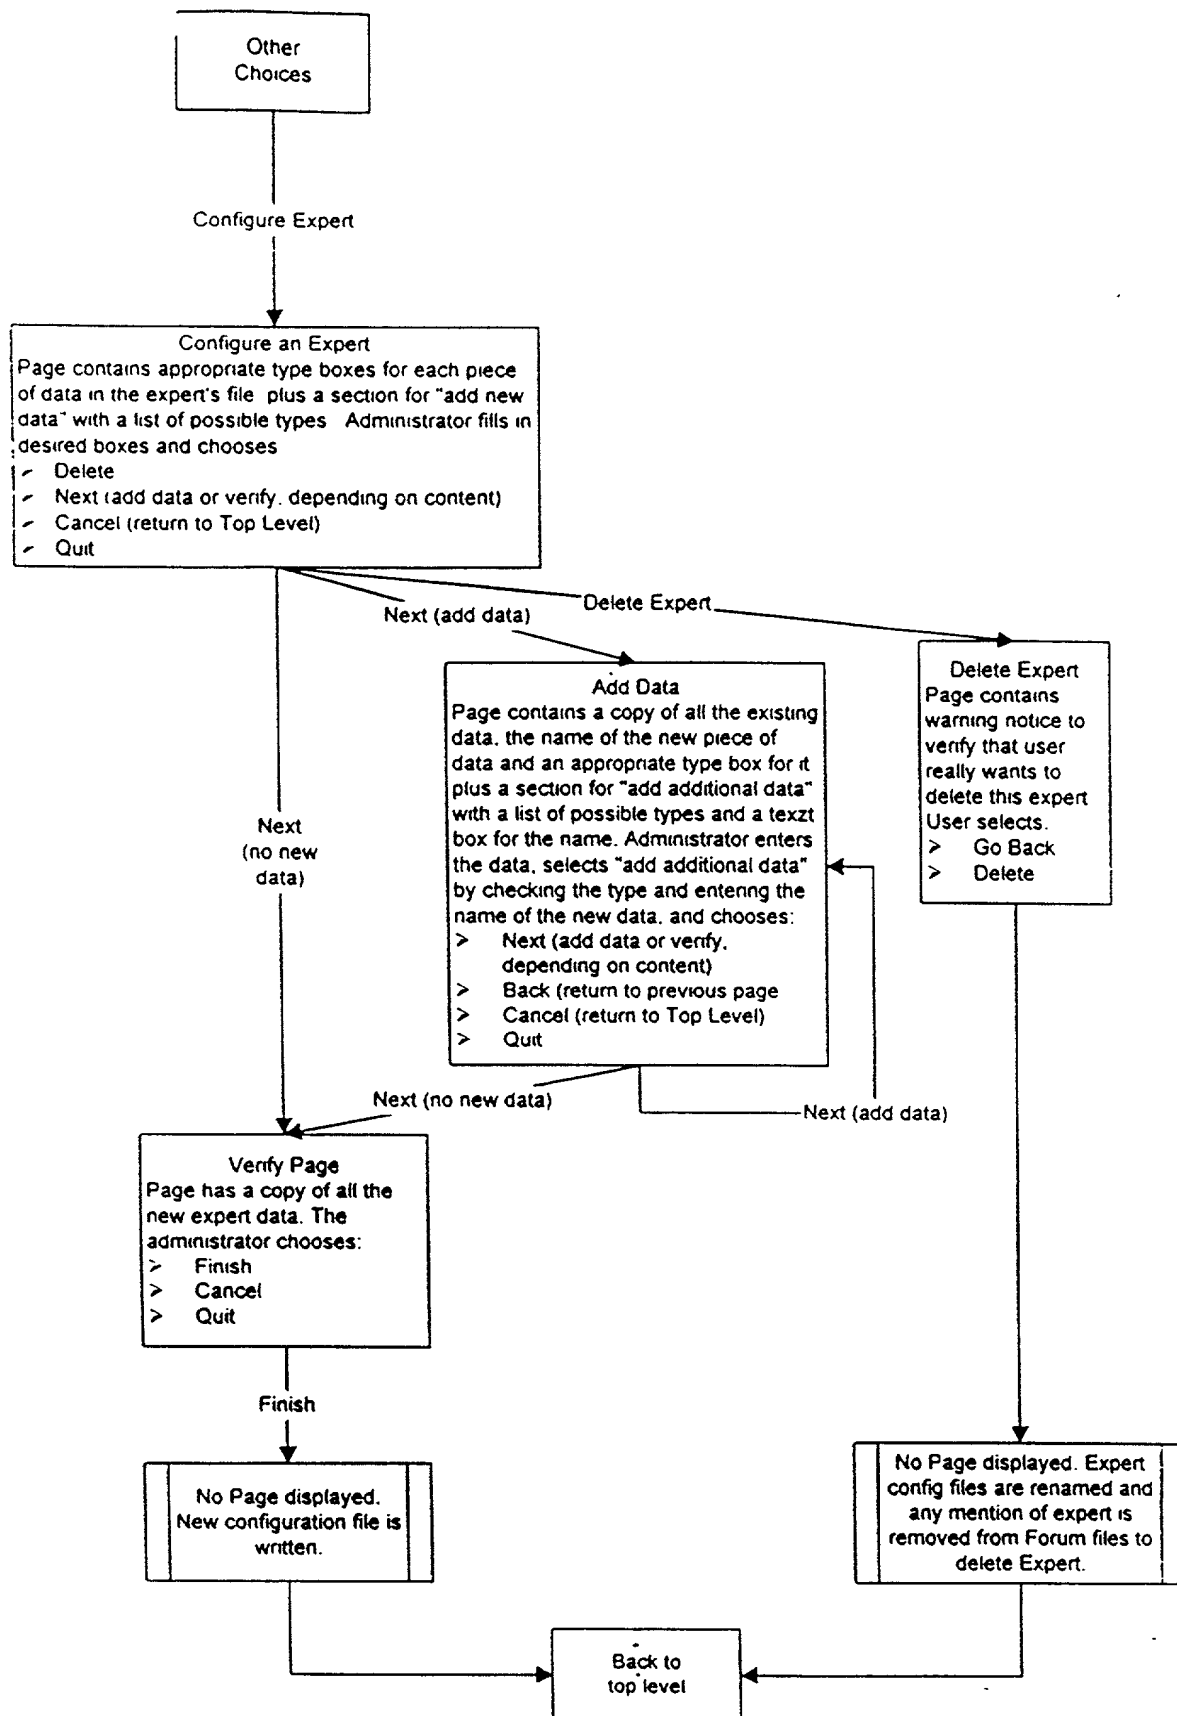 Other
Choices
Configure Expert
Configure an Expert
Page contains appropriate type boxes for each piece
of data in the expert's file plus a section for "add new
data" with a list of possible types Administrator fills in
desired boxes and chooses
Delete
Next (add data or verify, depending on content)
Cancel (return to Top Level)
Quit
Delete Expert
Next (add data)
Next
(no new
data)
Add Data
Page contains a copy of all the existing
data, the name of the new piece of
data and an appropriate type box for it
plus a section for "add additional data"
with a list of possible types and a texzt
box for the name. Administrator enters
the data, selects "add additional data"
by checking the type and entering the
name of the new data, and chooses:
> Next (add data or verify,
depending on content)
> Back (return to previous page
> Cancel (return to Top Level)
> Quit
Delete Expert
Page contains
warning notice to
verify that user
really wants to
delete this expert
User selects.
> Go Back
> Delete
Next (no new data)
Next (add data)
Verify Page
Page has a copy of all the
new expert data. The
administrator chooses:
> Finish
> Cancel
> Quit
Finish
No Page displayed.
New configuration file is
written.
No Page displayed. Expert
config files are renamed and
any mention of expert is
removed from Forum files to
delete Expert.
Back to
top level